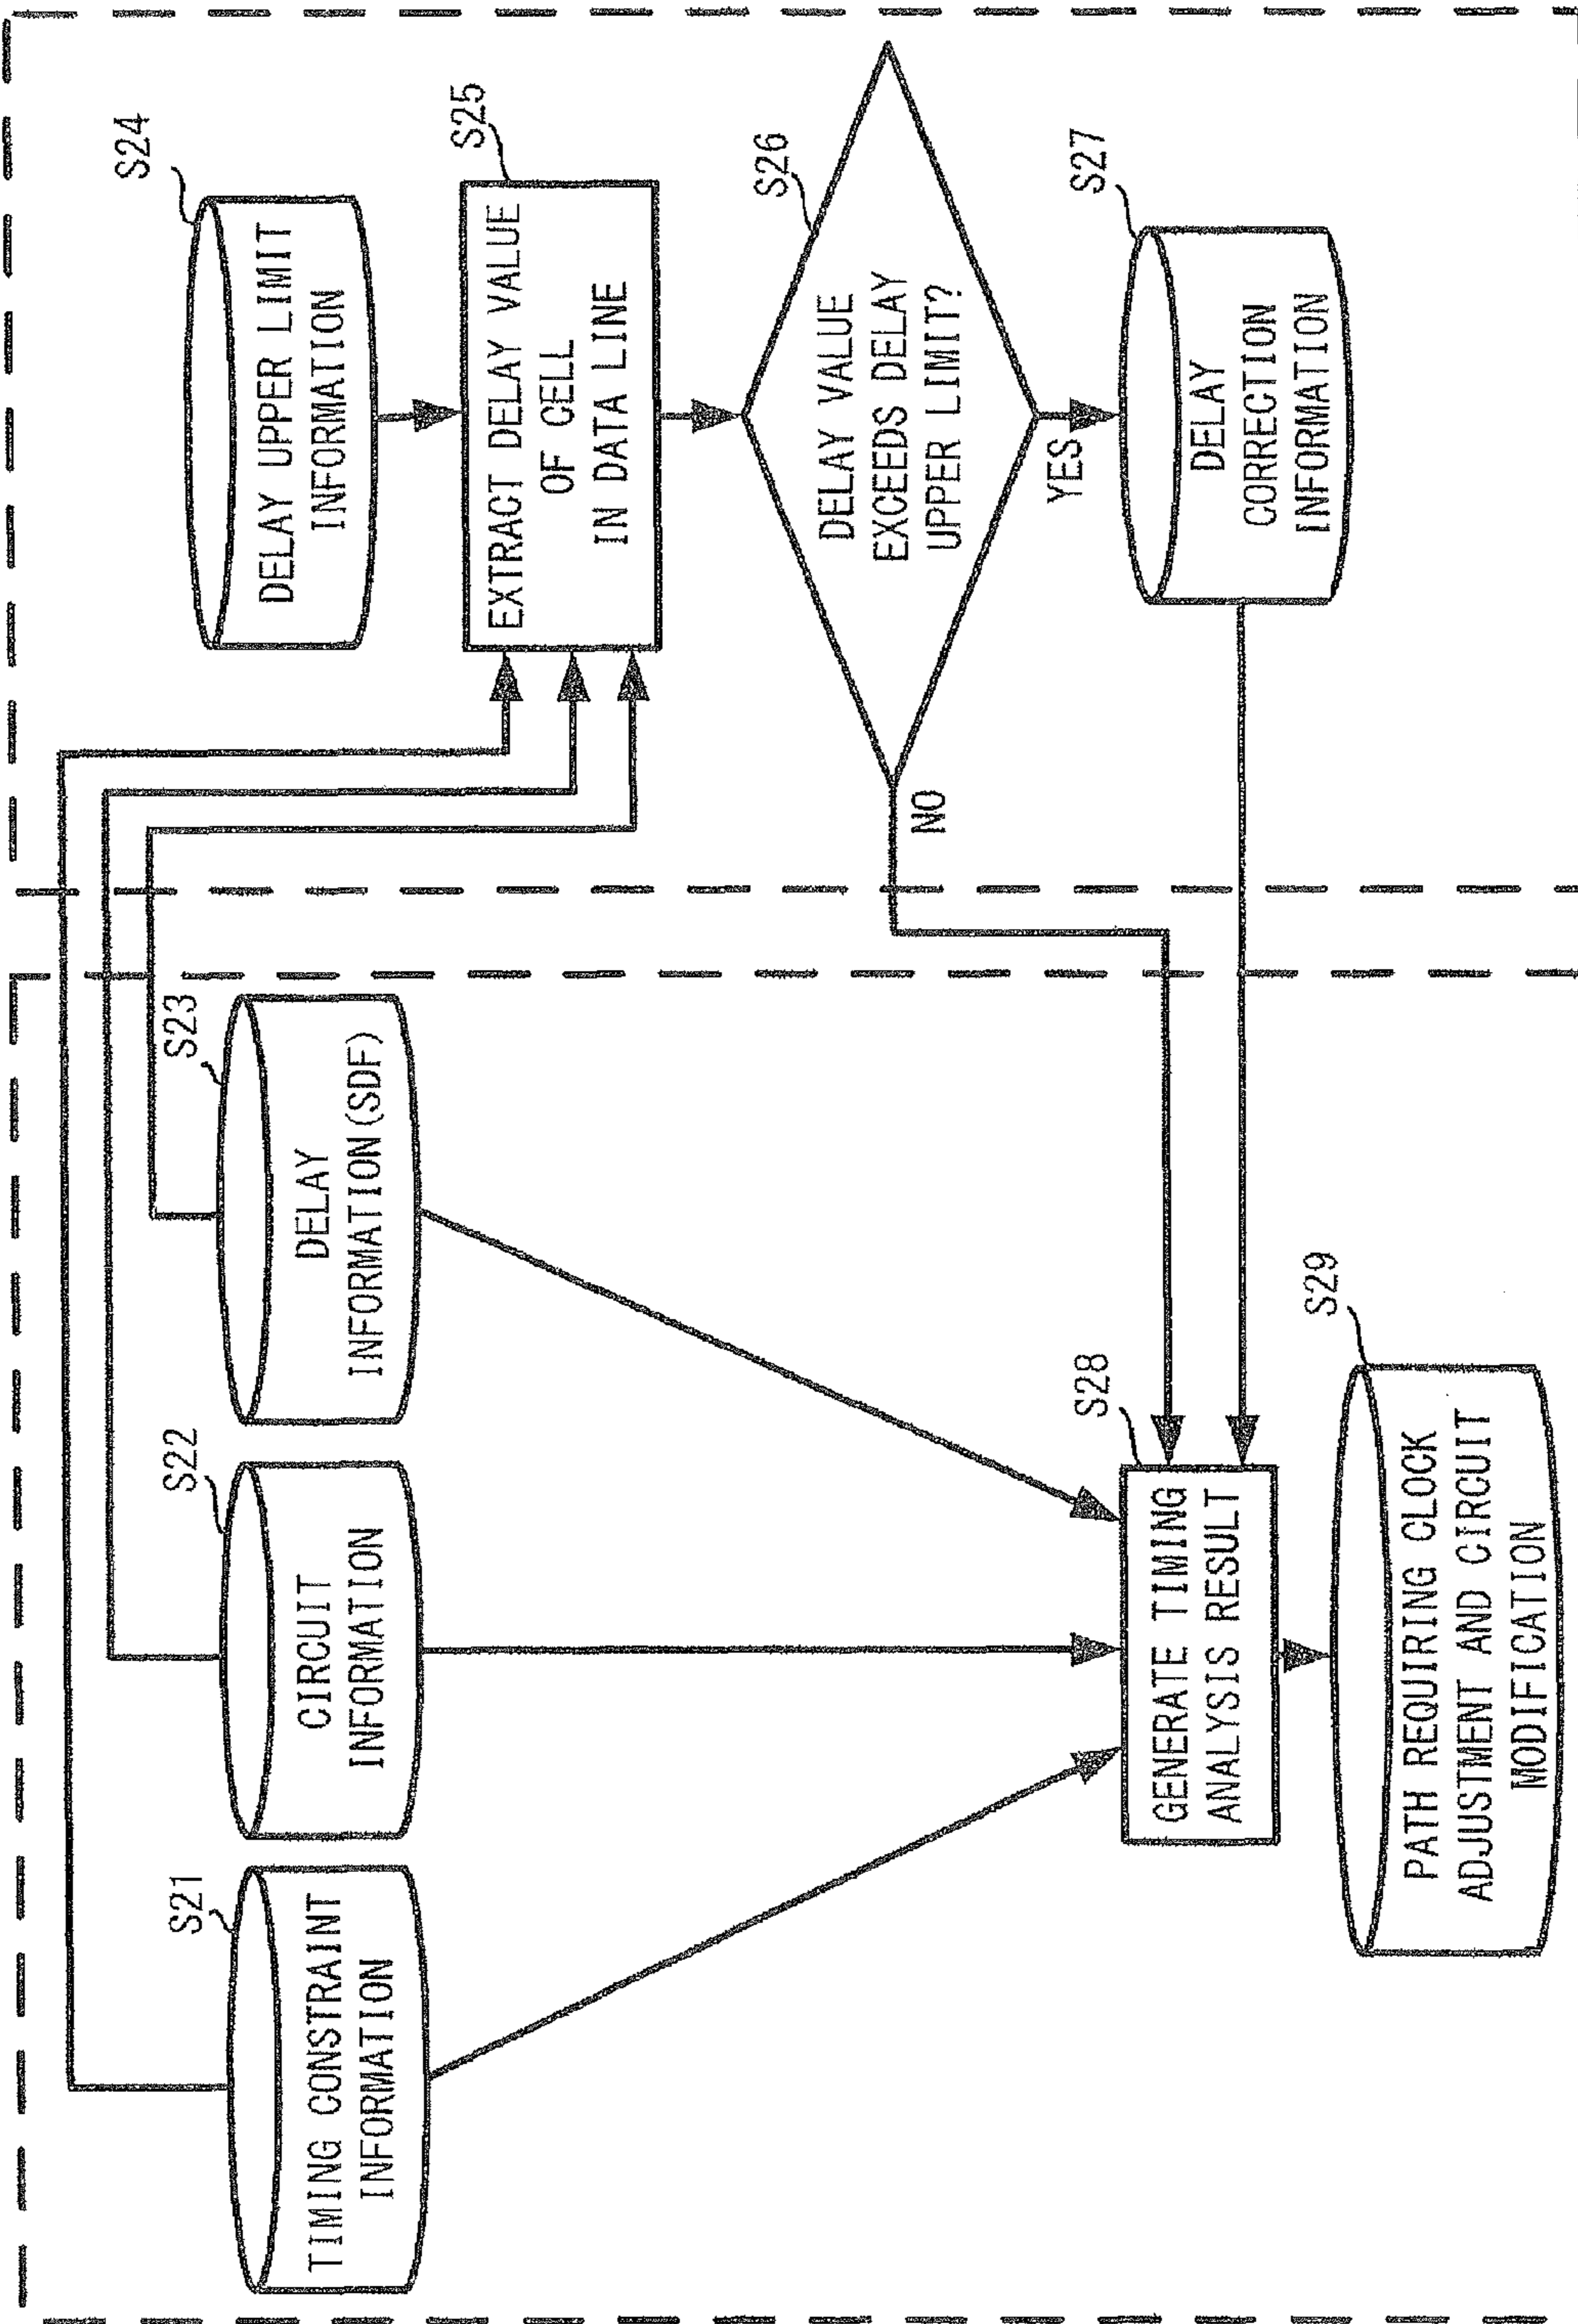 S21
TIMING CONSTRAINT
INFORMATION
S22
CIRCUIT
INFORMATION
S23
DELAY
INFORMATION(SDF)
S24
DELAY UPPER LIMIT
INFORMATION
S25
EXTRACT DELAY VALUE
OF CELL
IN DATA LINE
S26
DELAY VALUE
EXCEEDS DELAY
UPPER LIMIT?
NO
YES
S27
DELAY
CORRECTION
INFORMATION
S28
GENERATE TIMING
ANALYSIS RESULT
S29
PATH REQUIRING CLOCK
ADJUSTMENT AND CIRCUIT
MODIFICATION